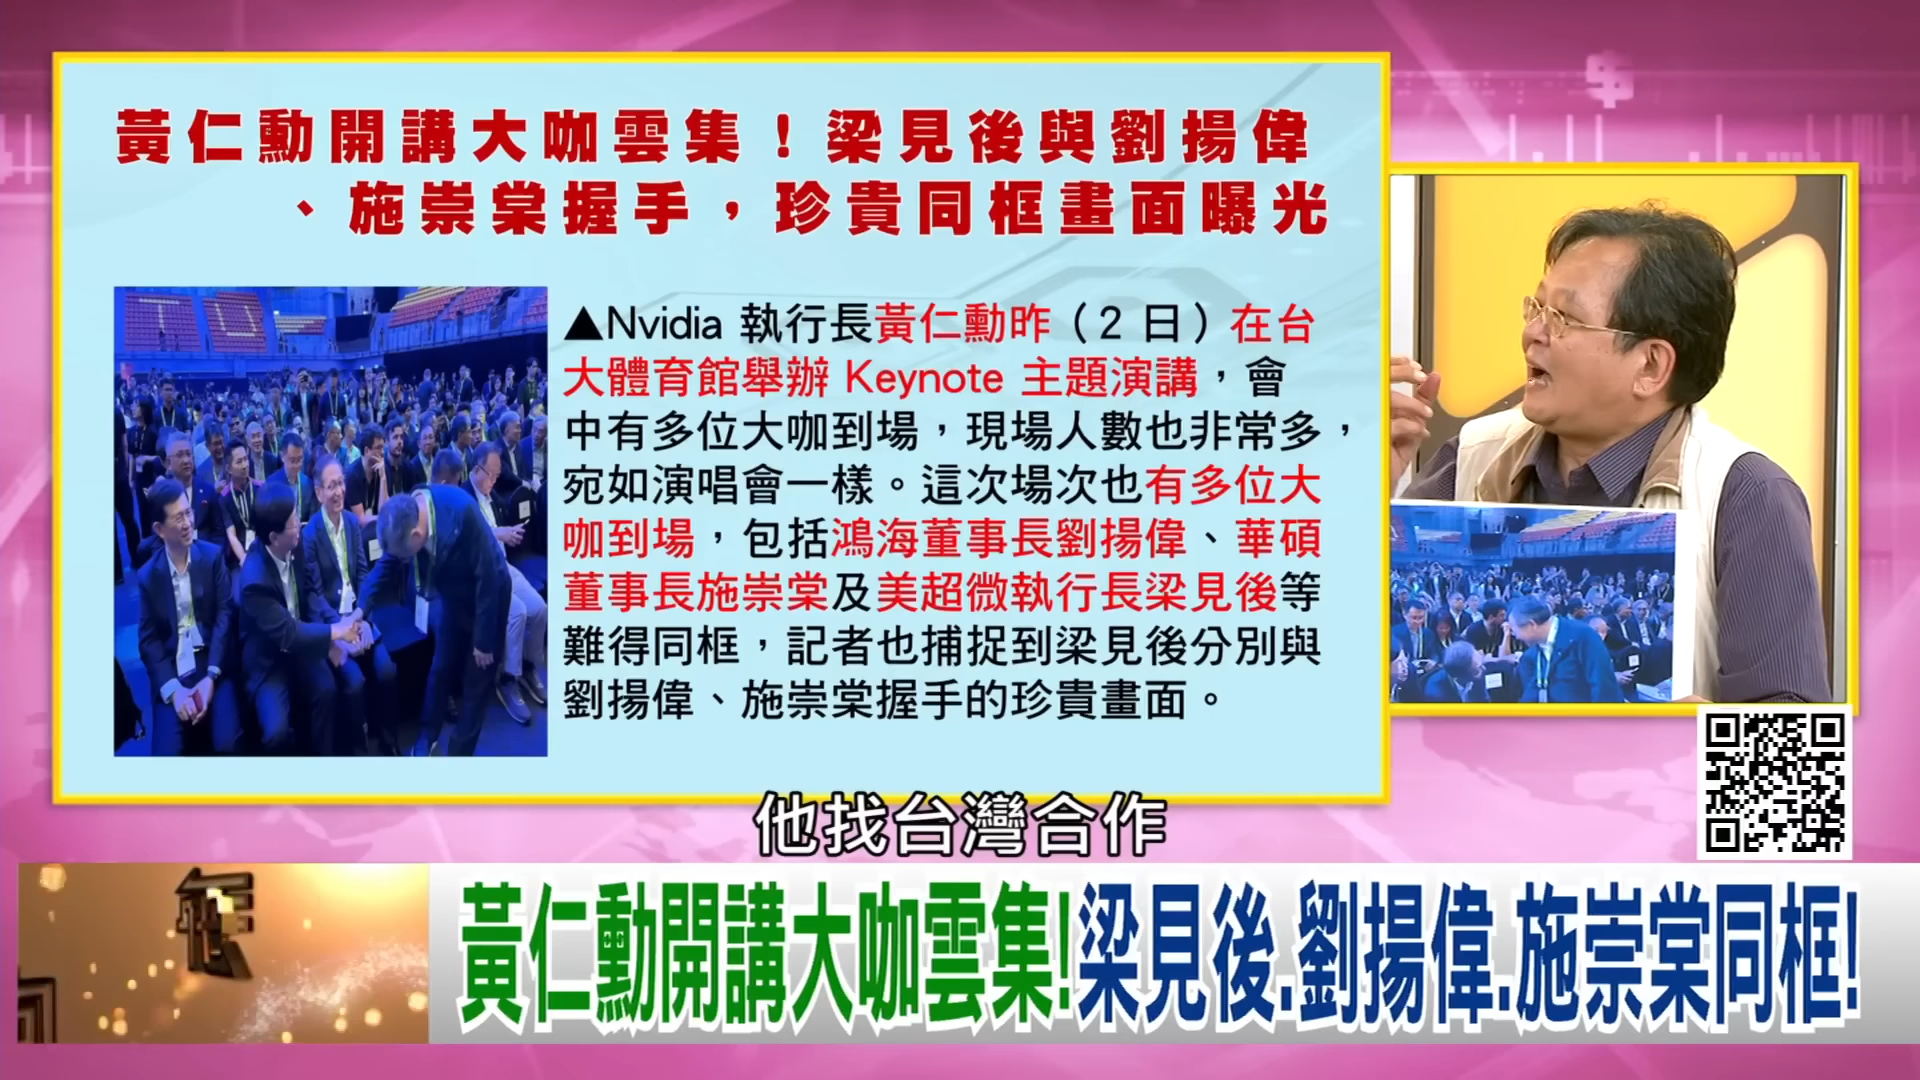 黃仁勳開講大咖雲集！梁見後與劉揚偉
、施崇棠握手，珍貴同框畫面曝光
▲Nvidia 執行長黃仁勳昨（2 日）在台
大體育館舉辦 Keynote 主題演講，會
中有多位大咖到場，現場人數也非常多，
宛如演唱會一樣。這次場次也有多位大
咖到場，包括鴻海董事長劉揚偉、華碩
董事長施崇棠及美超微執行長梁見後等
難得同框，記者也捕捉到梁見後分別與
劉揚偉、施崇棠握手的珍貴畫面。
他找台灣合作
黃仁勳開講大咖雲集!梁見後.劉揚偉.施崇棠同框!